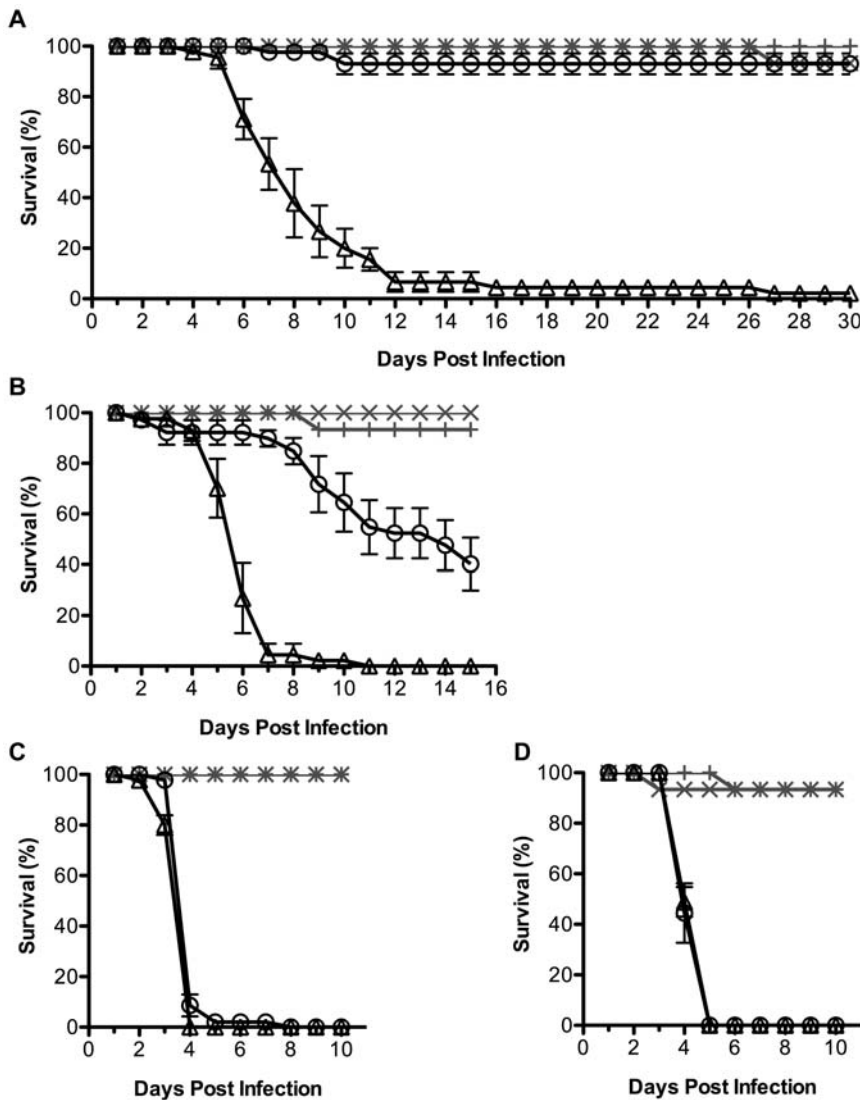 A
Survival (%)
100
80
60
40
20
0
0 2 4 6 8 10 12 14 16 18 20 22 24 26 28 30
Days Post Infection
B
Survival (%)
100
80
60
40
20
0
0 2 4 6 8 10 12 14 16
Days Post Infection
C
Survival (%)
100
80
60
40
20
0
0 2 4 6 8 10
Days Post Infection
D
Survival (%)
100
80
60
40
20
0
0 2 4 6 8 10
Days Post Infection